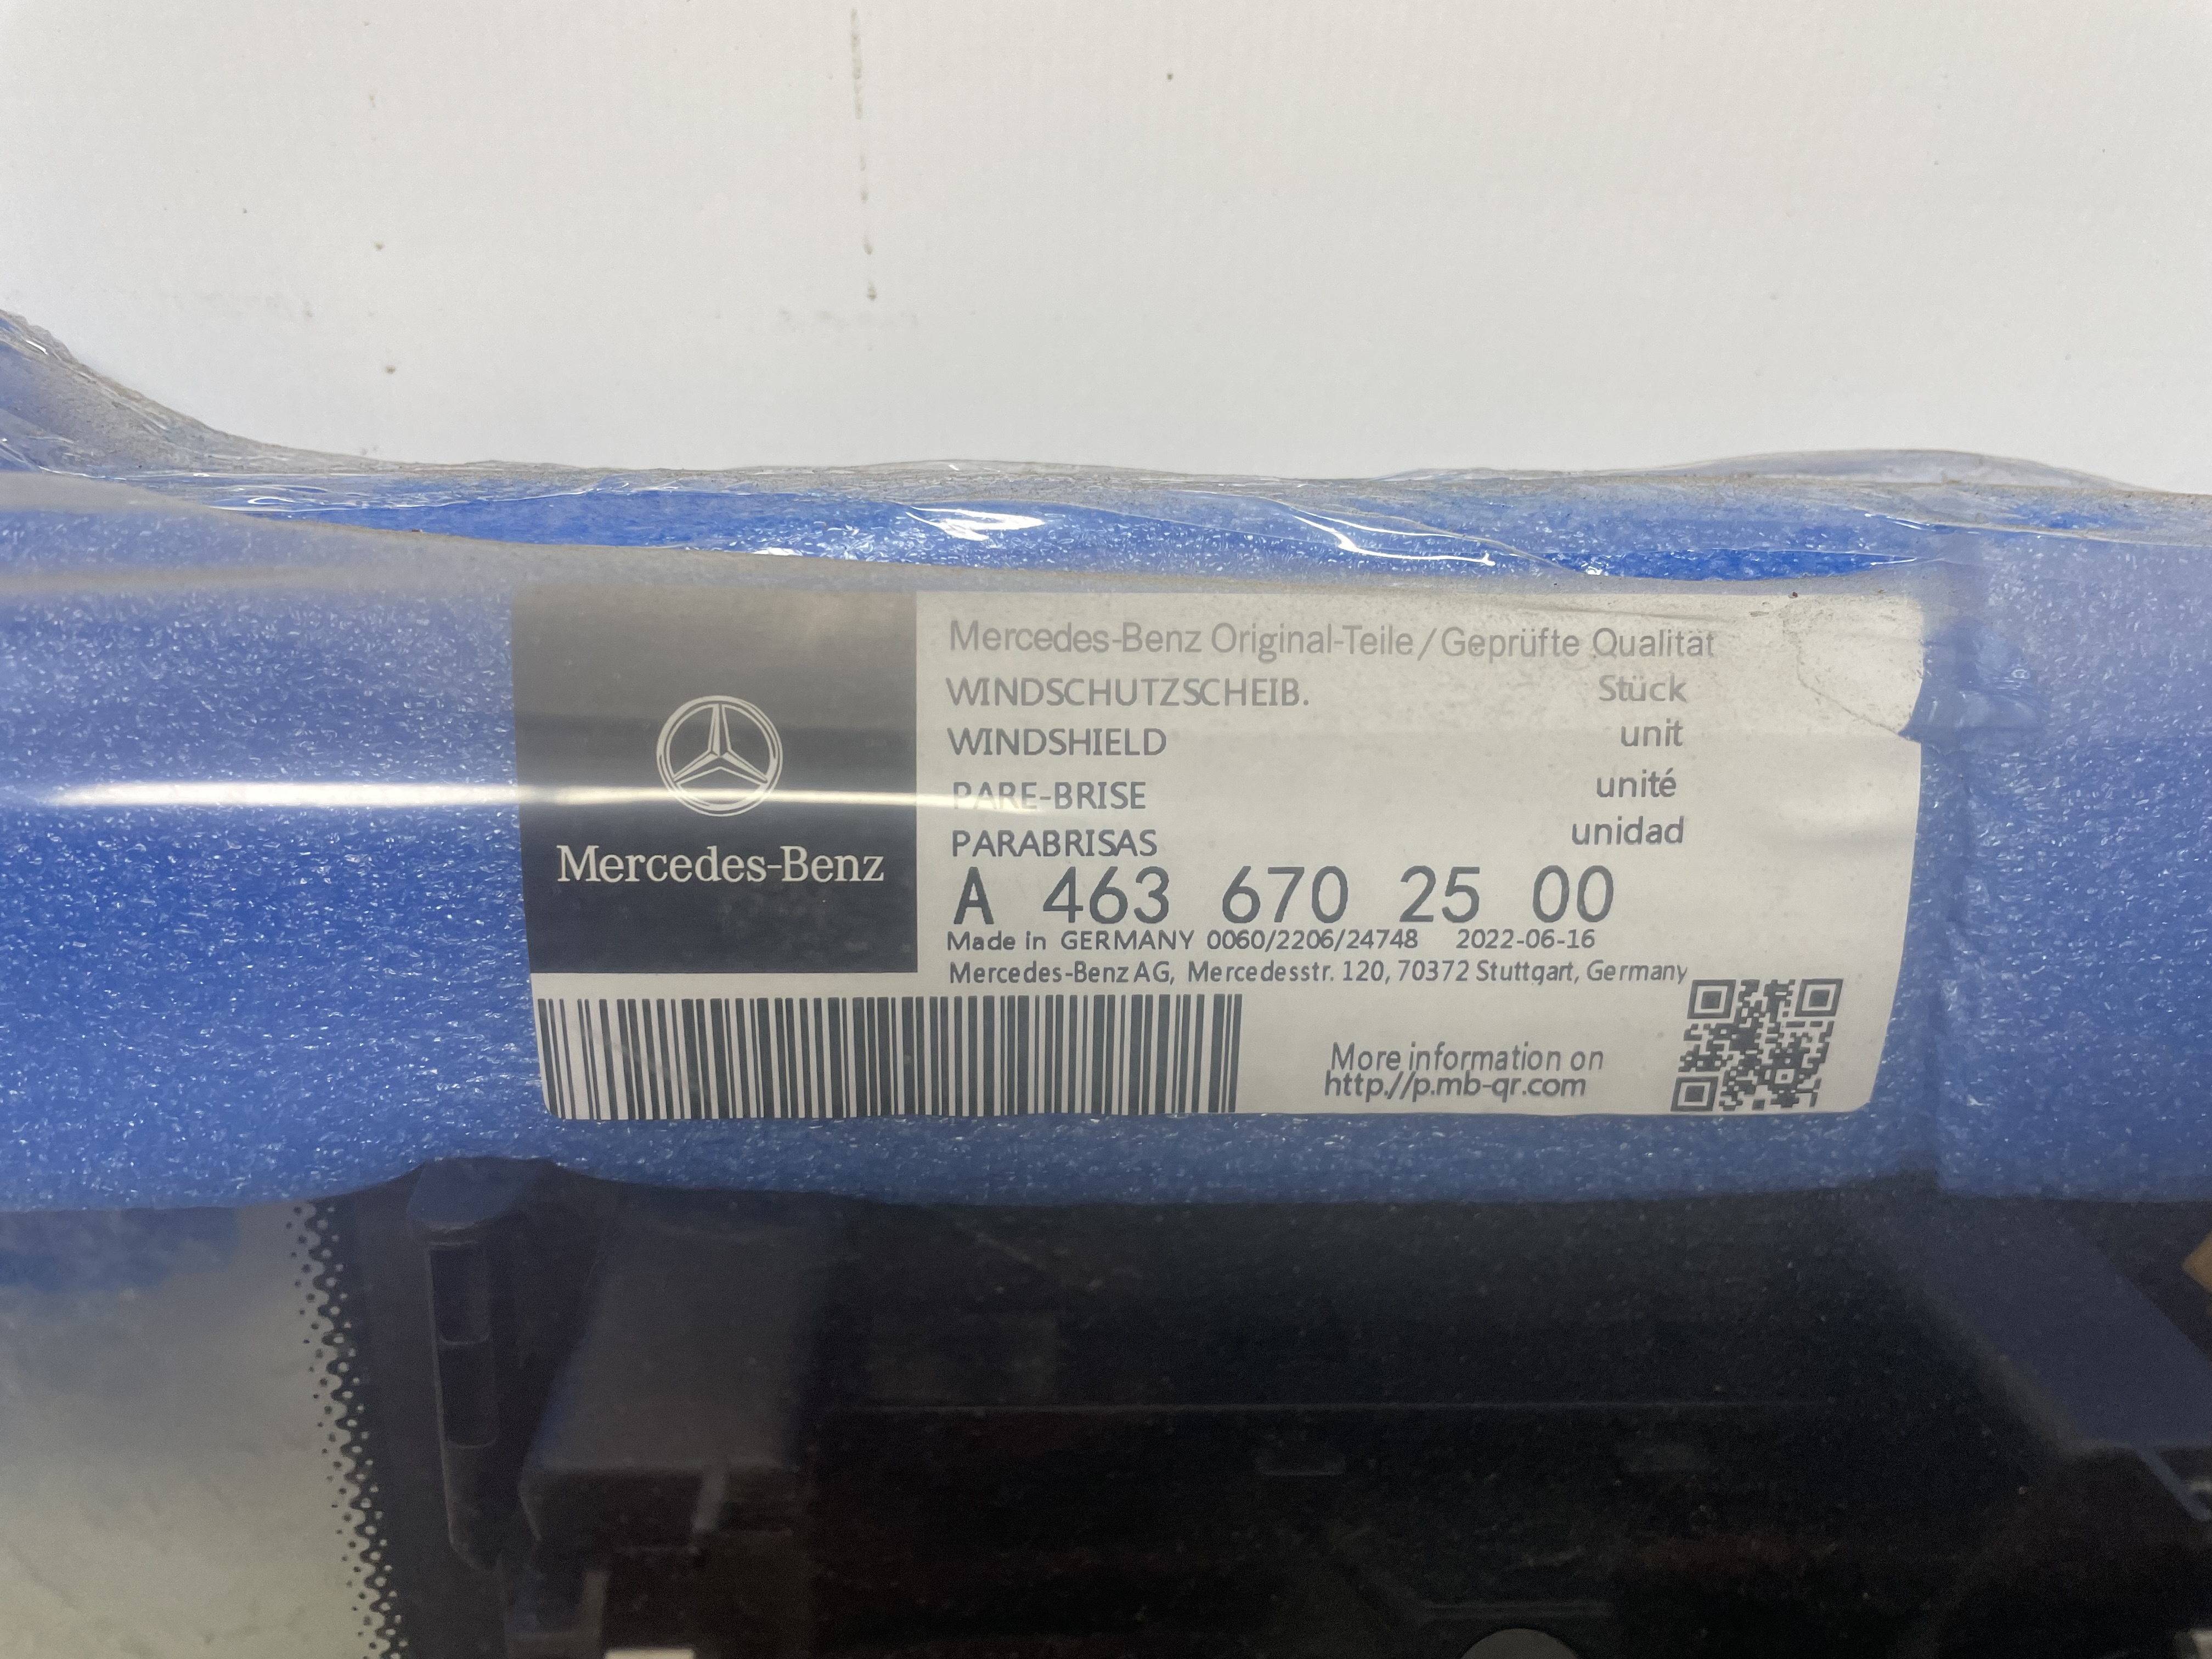 Mercedes-Benz
Mercedes-Benz Original-Teile/Geprüfte Qualität
WINDSCHUTZSCHEIB. Stück
WINDSHIELD unit
PARE-BRISE unité
PARABRISAS unidad
A 463 670 25 00
Made in GERMANY 0060/2206/24748 2022-06-16
Mercedes-Benz AG, Mercedesstr. 120, 70372 Stuttgart, Germany
More information on
http://p.mb-qr.com